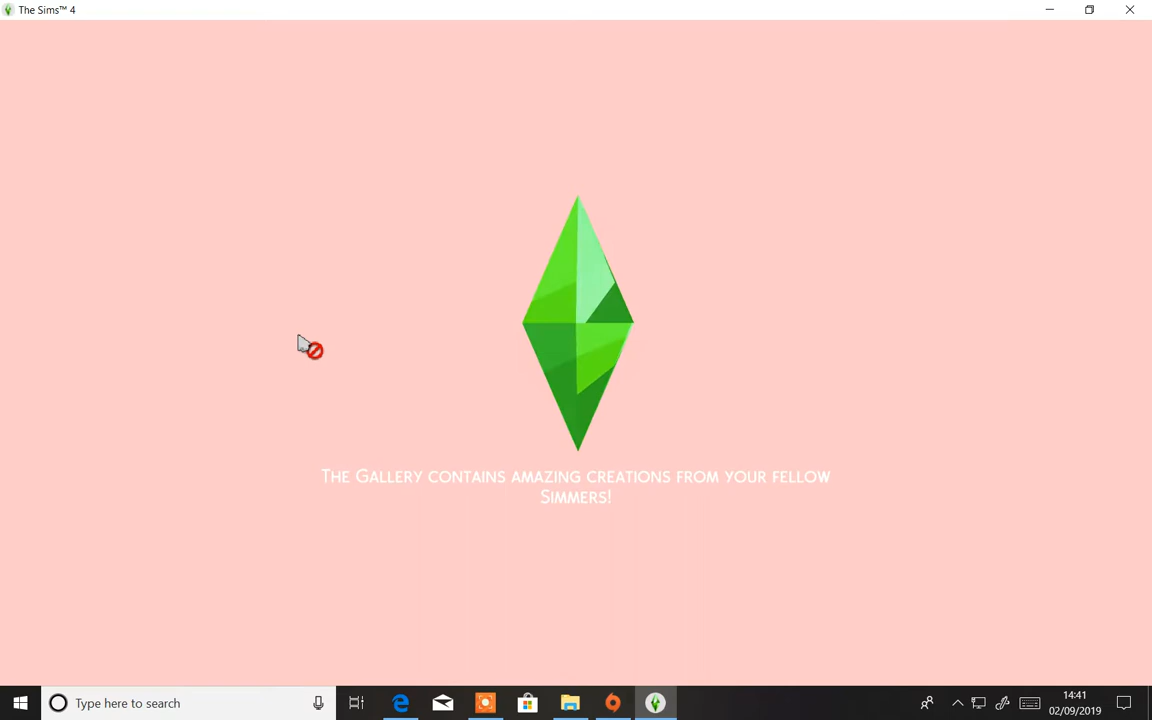 The Sims™ 4
The Gallery contains amazing creations from your fellow
Simmers!
Type here to search
14:41
02/09/2019